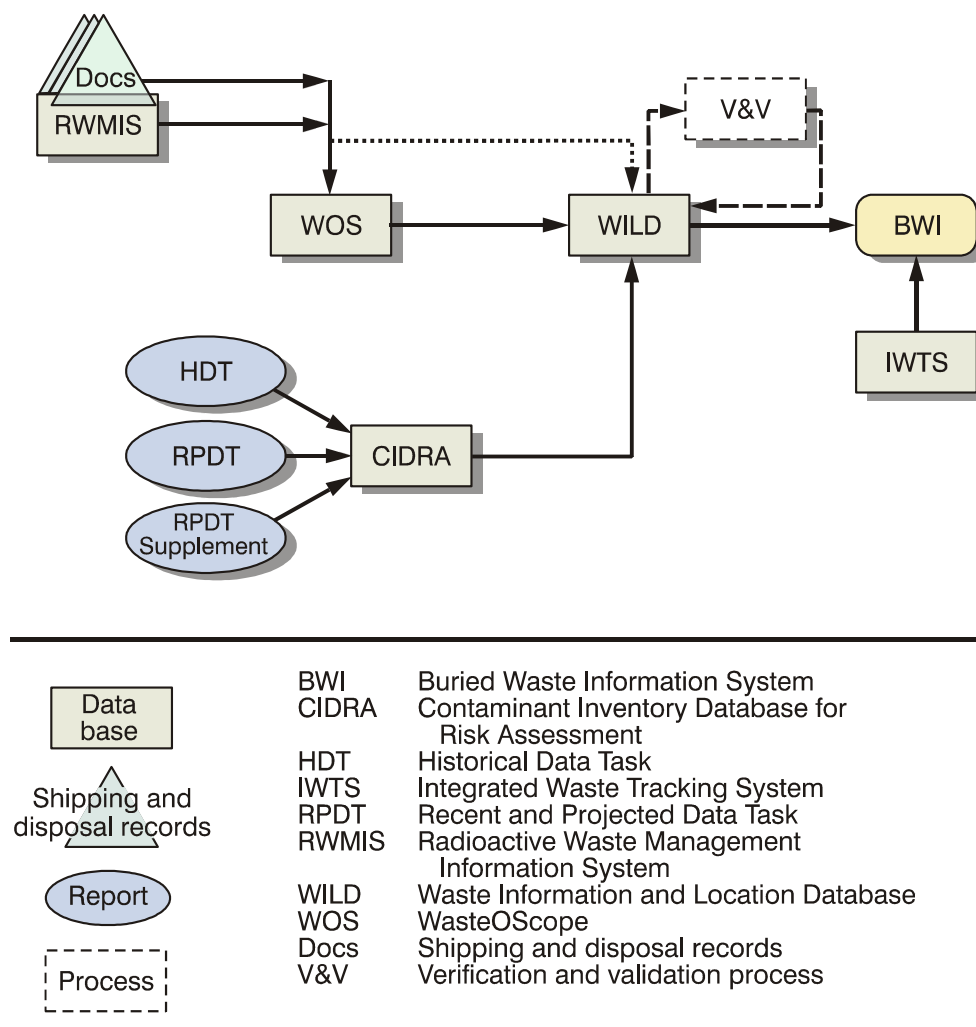 Docs
RWMIS
V&V
WOS
WILD
BWI
IWTS
HDT
RPDT
CIDRA
RPDT
Supplement
Data
base
Shipping and
disposal records
Report
Process
BWI Buried Waste Information System
CIDRA Contaminant Inventory Database for
Risk Assessment
HDT Historical Data Task
IWTS Integrated Waste Tracking System
RPDT Recent and Projected Data Task
RWMIS Radioactive Waste Management
Information System
WILD Waste Information and Location Database
WOS WasteOScope
Docs Shipping and disposal records
V&V Verification and validation process